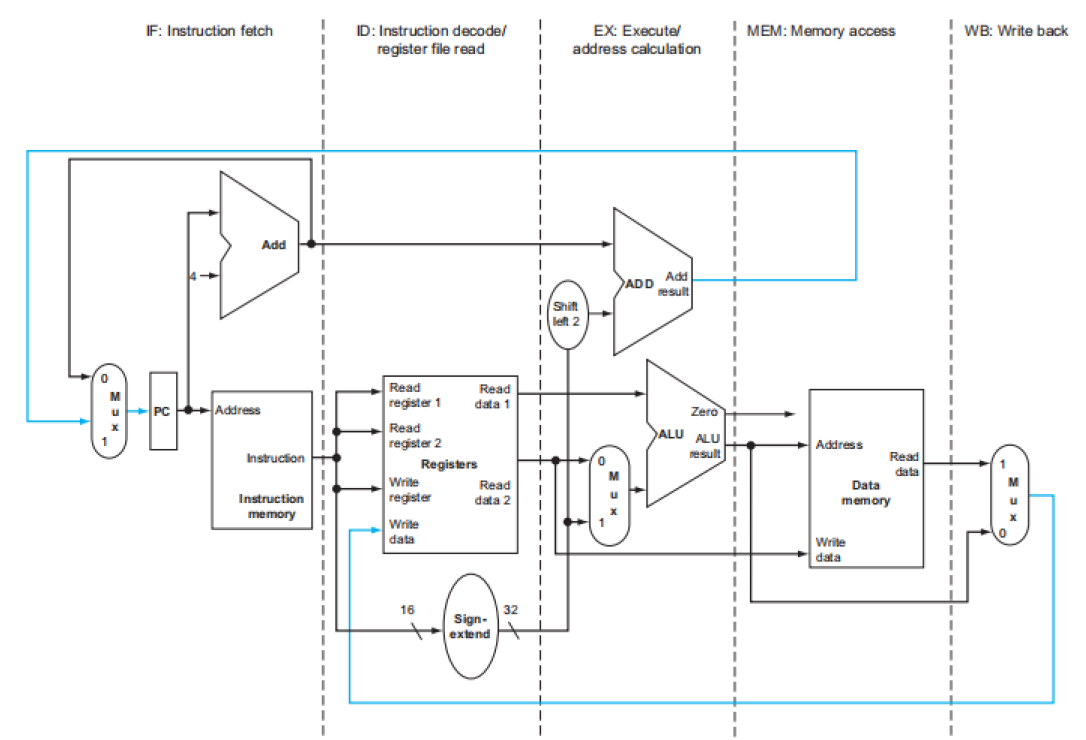 IF: Instruction fetch
ID: Instruction decode/
register file read
EX: Execute/
address calculation
MEM: Memory access
WB: Write back
Add
4
ADD
Add
result
Shift
left 2
0
M
u
x
1
PC
Address
Instruction
Instruction
memory
Read
register 1
Read
data 1
Read
register 2
Registers
Write
register
Read
data 2
Write
data
16
Sign-
extend
32
0
M
u
x
1
Zero
ALU
ALU
result
Address
Read
data
Data
memory
Write
data
1
M
u
x
0